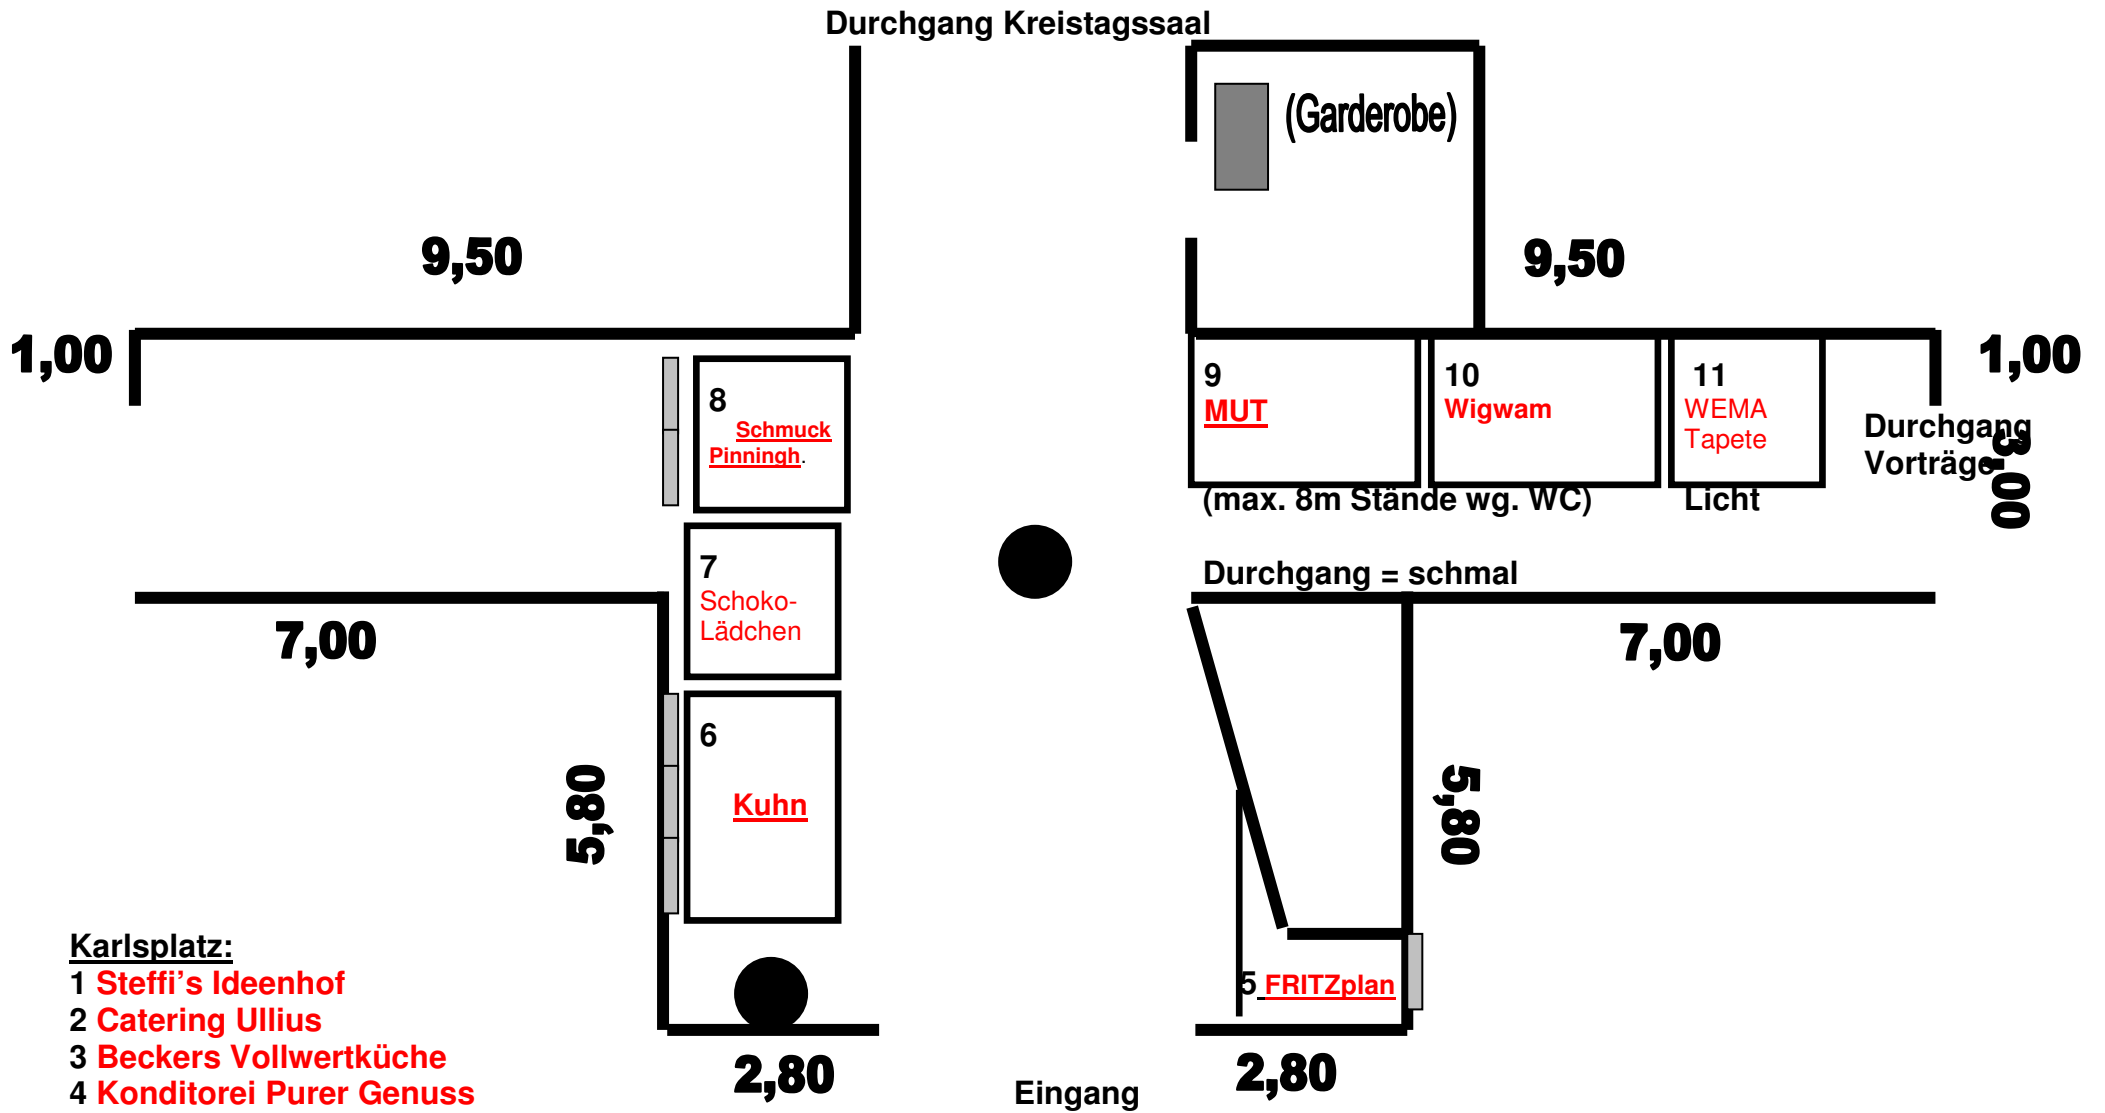 Durchgang Kreistagssaal
(Garderobe)
9,50
9,50
1,00
1,00
8
Schmuck
Pinningh.
9
MUT
10
Wigwam
11
WEMA
Tapete
Durchgang
Vorträge
3,00
(max. 8m Stände wg. WC)
Licht
7
Schoko-
Lädchen
Durchgang = schmal
7,00
7,00
6
Kuhn
5,80
5,80
Karlsplatz:
1 Steffi's Ideenhof
2 Catering Ullius
3 Beckers Vollwertküche
4 Konditorei Purer Genuss
5 FRITZplan
2,80
Eingang
2,80